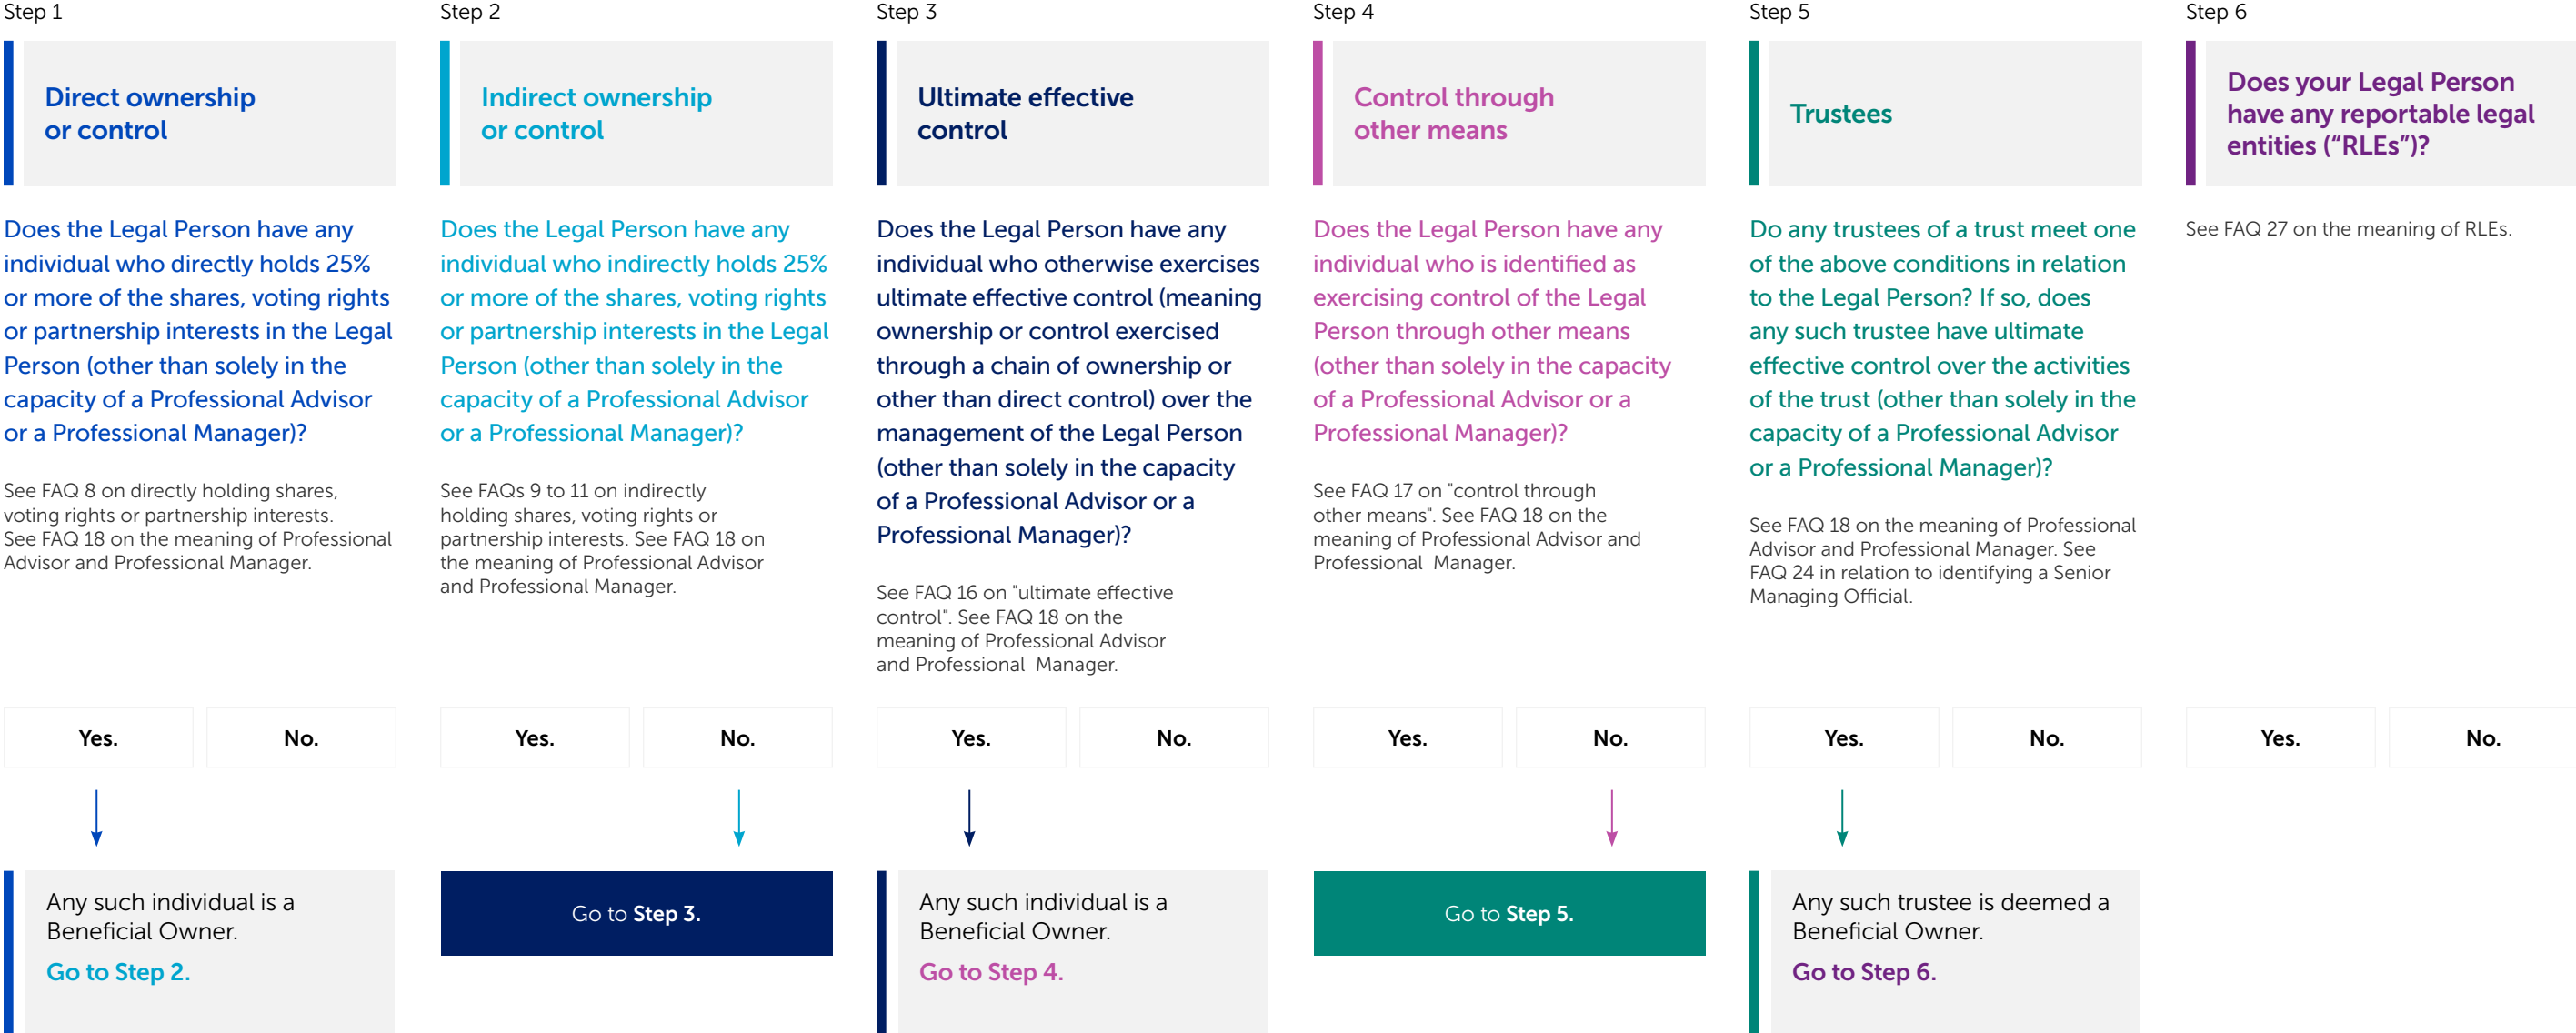 Step 1
Direct ownership
or control
Does the Legal Person have any
individual who directly holds 25%
or more of the shares, voting rights
or partnership interests in the Legal
Person (other than solely in the
capacity of a Professional Advisor
or a Professional Manager)?
See FAQ 8 on directly holding shares,
voting rights or partnership interests.
See FAQ 18 on the meaning of Professional
Advisor and Professional Manager.
Yes.
No.
Any such individual is a
Beneficial Owner.
Go to Step 2.
Step 2
Indirect ownership
or control
Does the Legal Person have any
individual who indirectly holds 25%
or more of the shares, voting rights
or partnership interests in the Legal
Person (other than solely in the
capacity of a Professional Advisor
or a Professional Manager)?
See FAQs 9 to 11 on indirectly
holding shares, voting rights or
partnership interests. See FAQ 18 on
the meaning of Professional Advisor
and Professional Manager.
Yes.
No.
Go to Step 3.
Step 3
Ultimate effective
control
Does the Legal Person have any
individual who otherwise exercises
ultimate effective control (meaning
ownership or control exercised
through a chain of ownership or
other than direct control) over the
management of the Legal Person
(other than solely in the capacity
of a Professional Advisor or a
Professional Manager)?
See FAQ 16 on "ultimate effective
control". See FAQ 18 on the
meaning of Professional Advisor
and Professional  Manager.
Yes.
No.
Any such individual is a
Beneficial Owner.
Go to Step 4.
Step 4
Control through
other means
Does the Legal Person have any
individual who is identified as
exercising control of the Legal
Person through other means
(other than solely in the capacity
of a Professional Advisor or a
Professional Manager)?
See FAQ 17 on "control through
other means". See FAQ 18 on the
meaning of Professional Advisor and
Professional  Manager.
Yes.
No.
Go to Step 5.
Step 5
Trustees
Do any trustees of a trust meet one
of the above conditions in relation
to the Legal Person? If so, does
any such trustee have ultimate
effective control over the activities
of the trust (other than solely in the
capacity of a Professional Advisor
or a Professional Manager)?
See FAQ 18 on the meaning of Professional
Advisor and Professional Manager. See
FAQ 24 in relation to identifying a Senior
Managing Official.
Yes.
No.
Any such trustee is deemed a
Beneficial Owner.
Go to Step 6.
Step 6
Does your Legal Person
have any reportable legal
entities (“RLEs”)?
See FAQ 27 on the meaning of RLEs.
Yes.
No.